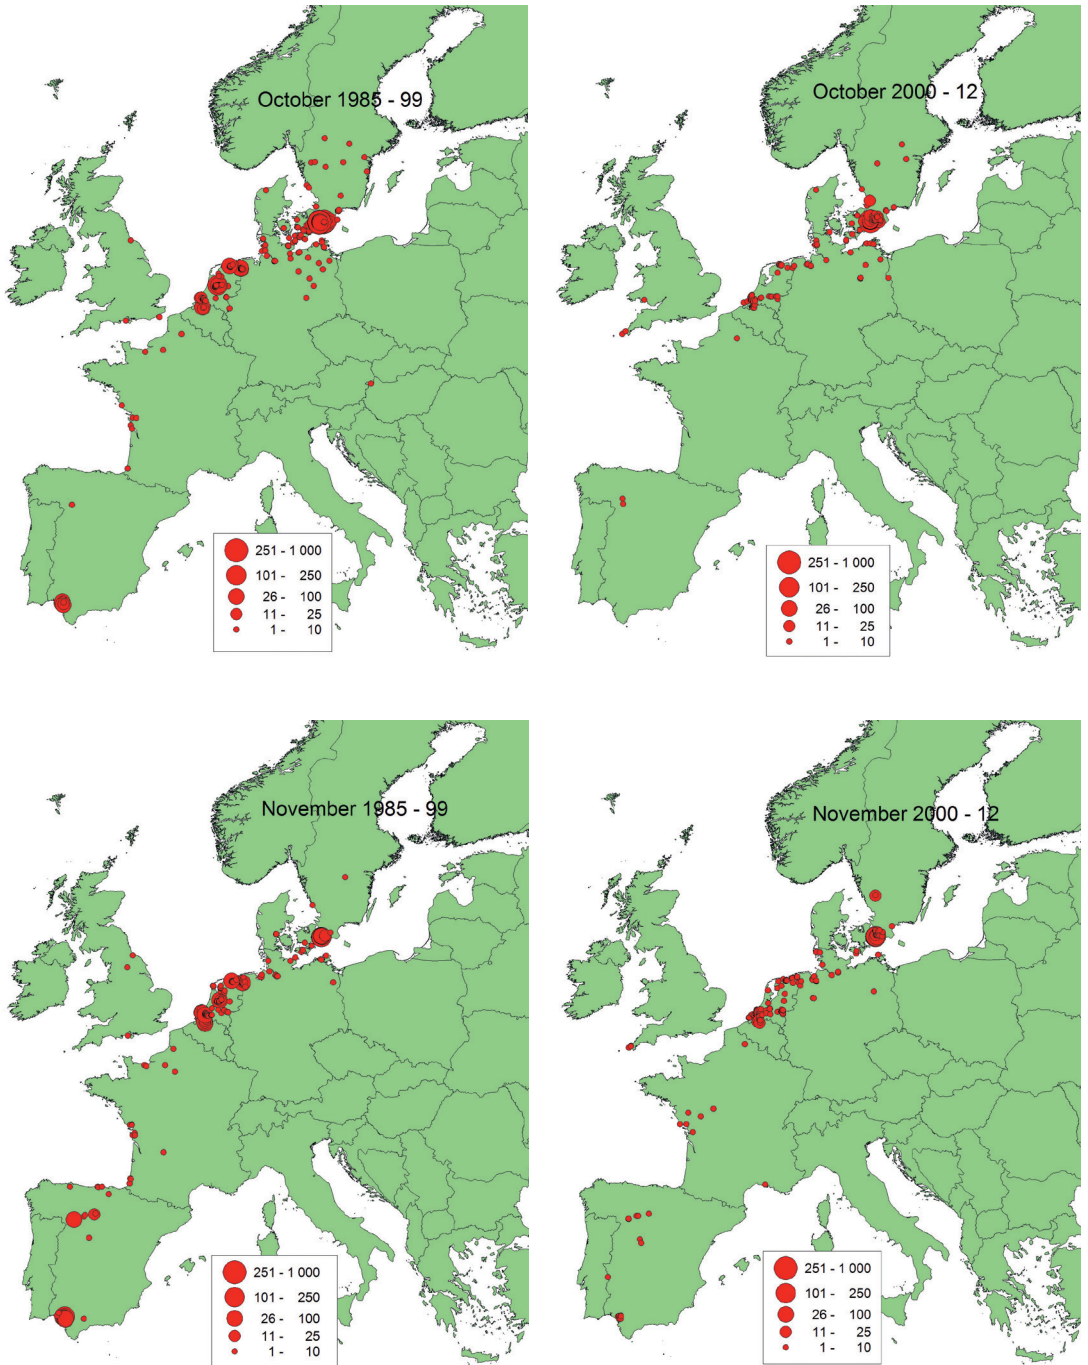 October 1985 - 99
251 - 1 000
101 - 250
26 - 100
11 - 25
1 - 10
October 2000 - 12
251 - 1 000
101 - 250
26 - 100
11 - 25
1 - 10
November 1985 - 99
251 - 1 000
101 - 250
26 - 100
11 - 25
1 - 10
November 2000 - 12
251 - 1 000
101 - 250
26 - 100
11 - 25
1 - 10